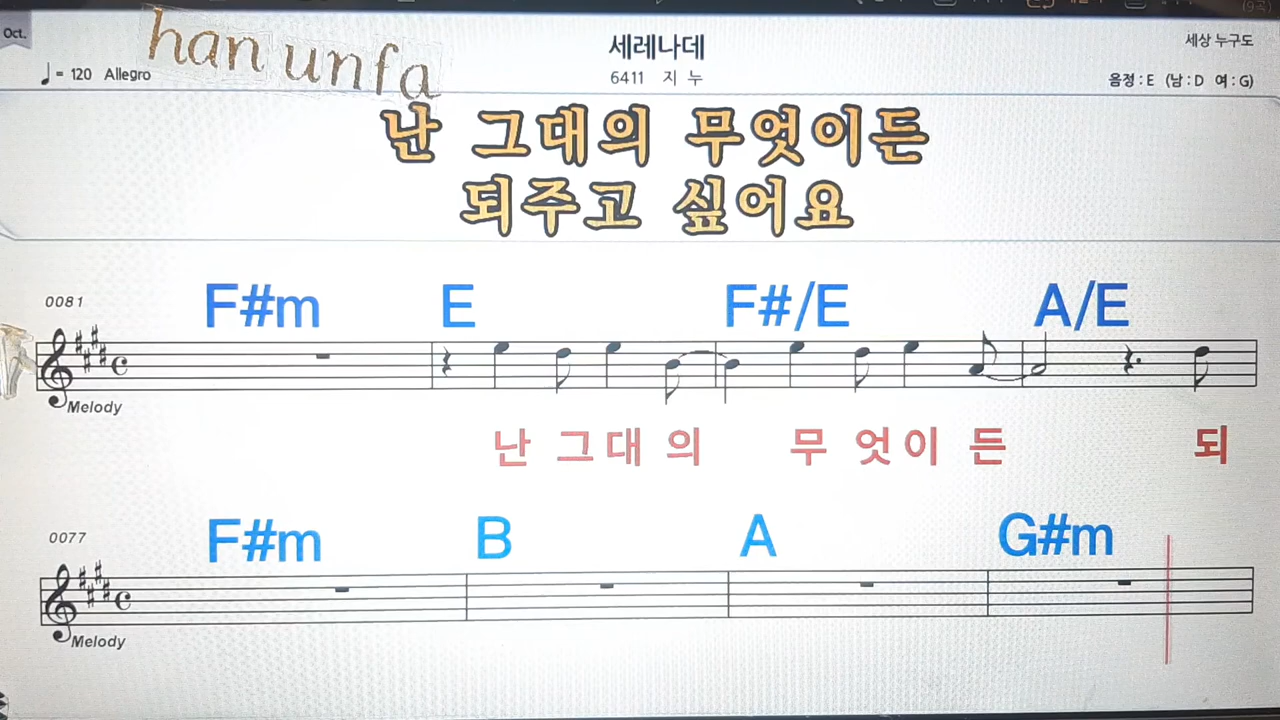 Oct.
han unfa
♩= 120 Allegro
세레나데
6411 지 누
세상 누구도
음정 : E (남 : D 여 : G)
난 그대의 무엇이든
되주고 싶어요
0081
F#m E F#/E A/E
Melody
난 그 대 의 무 엇 이 든 되
0077
F#m B A G#m
Melody